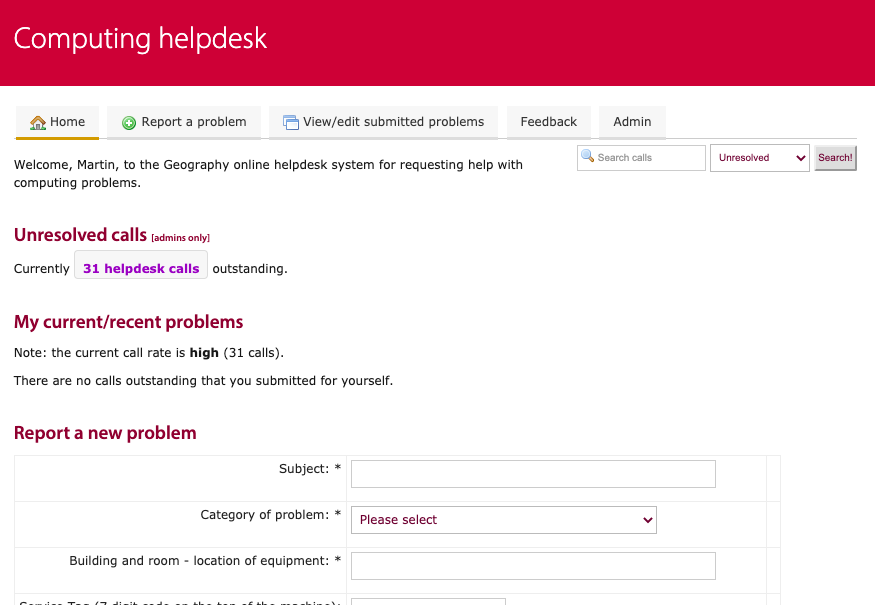 Computing helpdesk
Home
Report a problem
View/edit submitted problems
Feedback
Admin
Search calls
Unresolved
Search!
Welcome, Martin, to the Geography online helpdesk system for requesting help with
computing problems.
Unresolved calls [admins only]
Currently 31 helpdesk calls outstanding.
My current/recent problems
Note: the current call rate is high (31 calls).
There are no calls outstanding that you submitted for yourself.
Report a new problem
Subject: *
Category of problem: *
Please select
Building and room - location of equipment: *
Service Tag (7 digit code on the top of the machine):